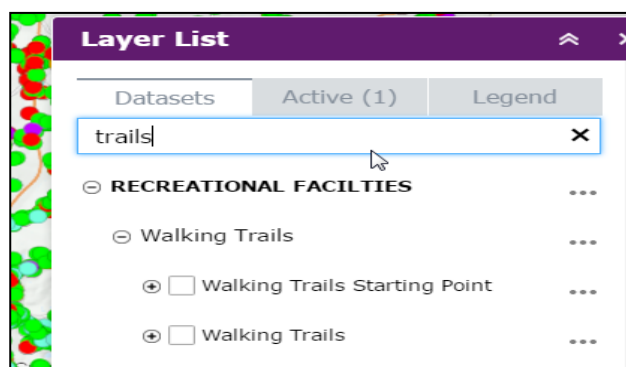 Layer List
Datasets Active (1) Legend
trails
RECREATIONAL FACILTIES
Walking Trails
Walking Trails Starting Point
Walking Trails